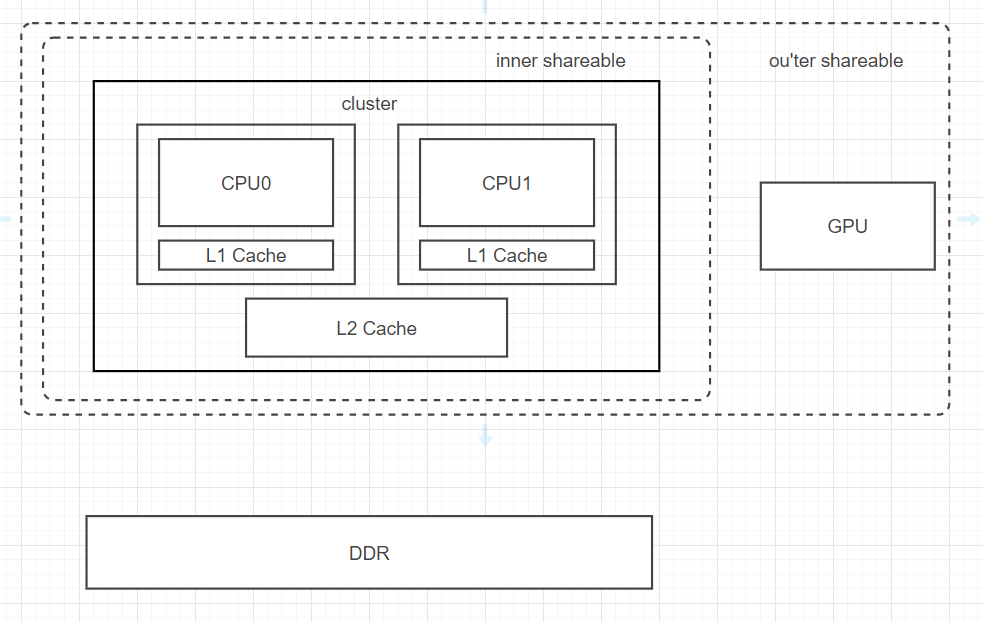 inner shareable
ou'ter shareable
cluster
CPU0
CPU1
GPU
L1 Cache
L1 Cache
L2 Cache
DDR